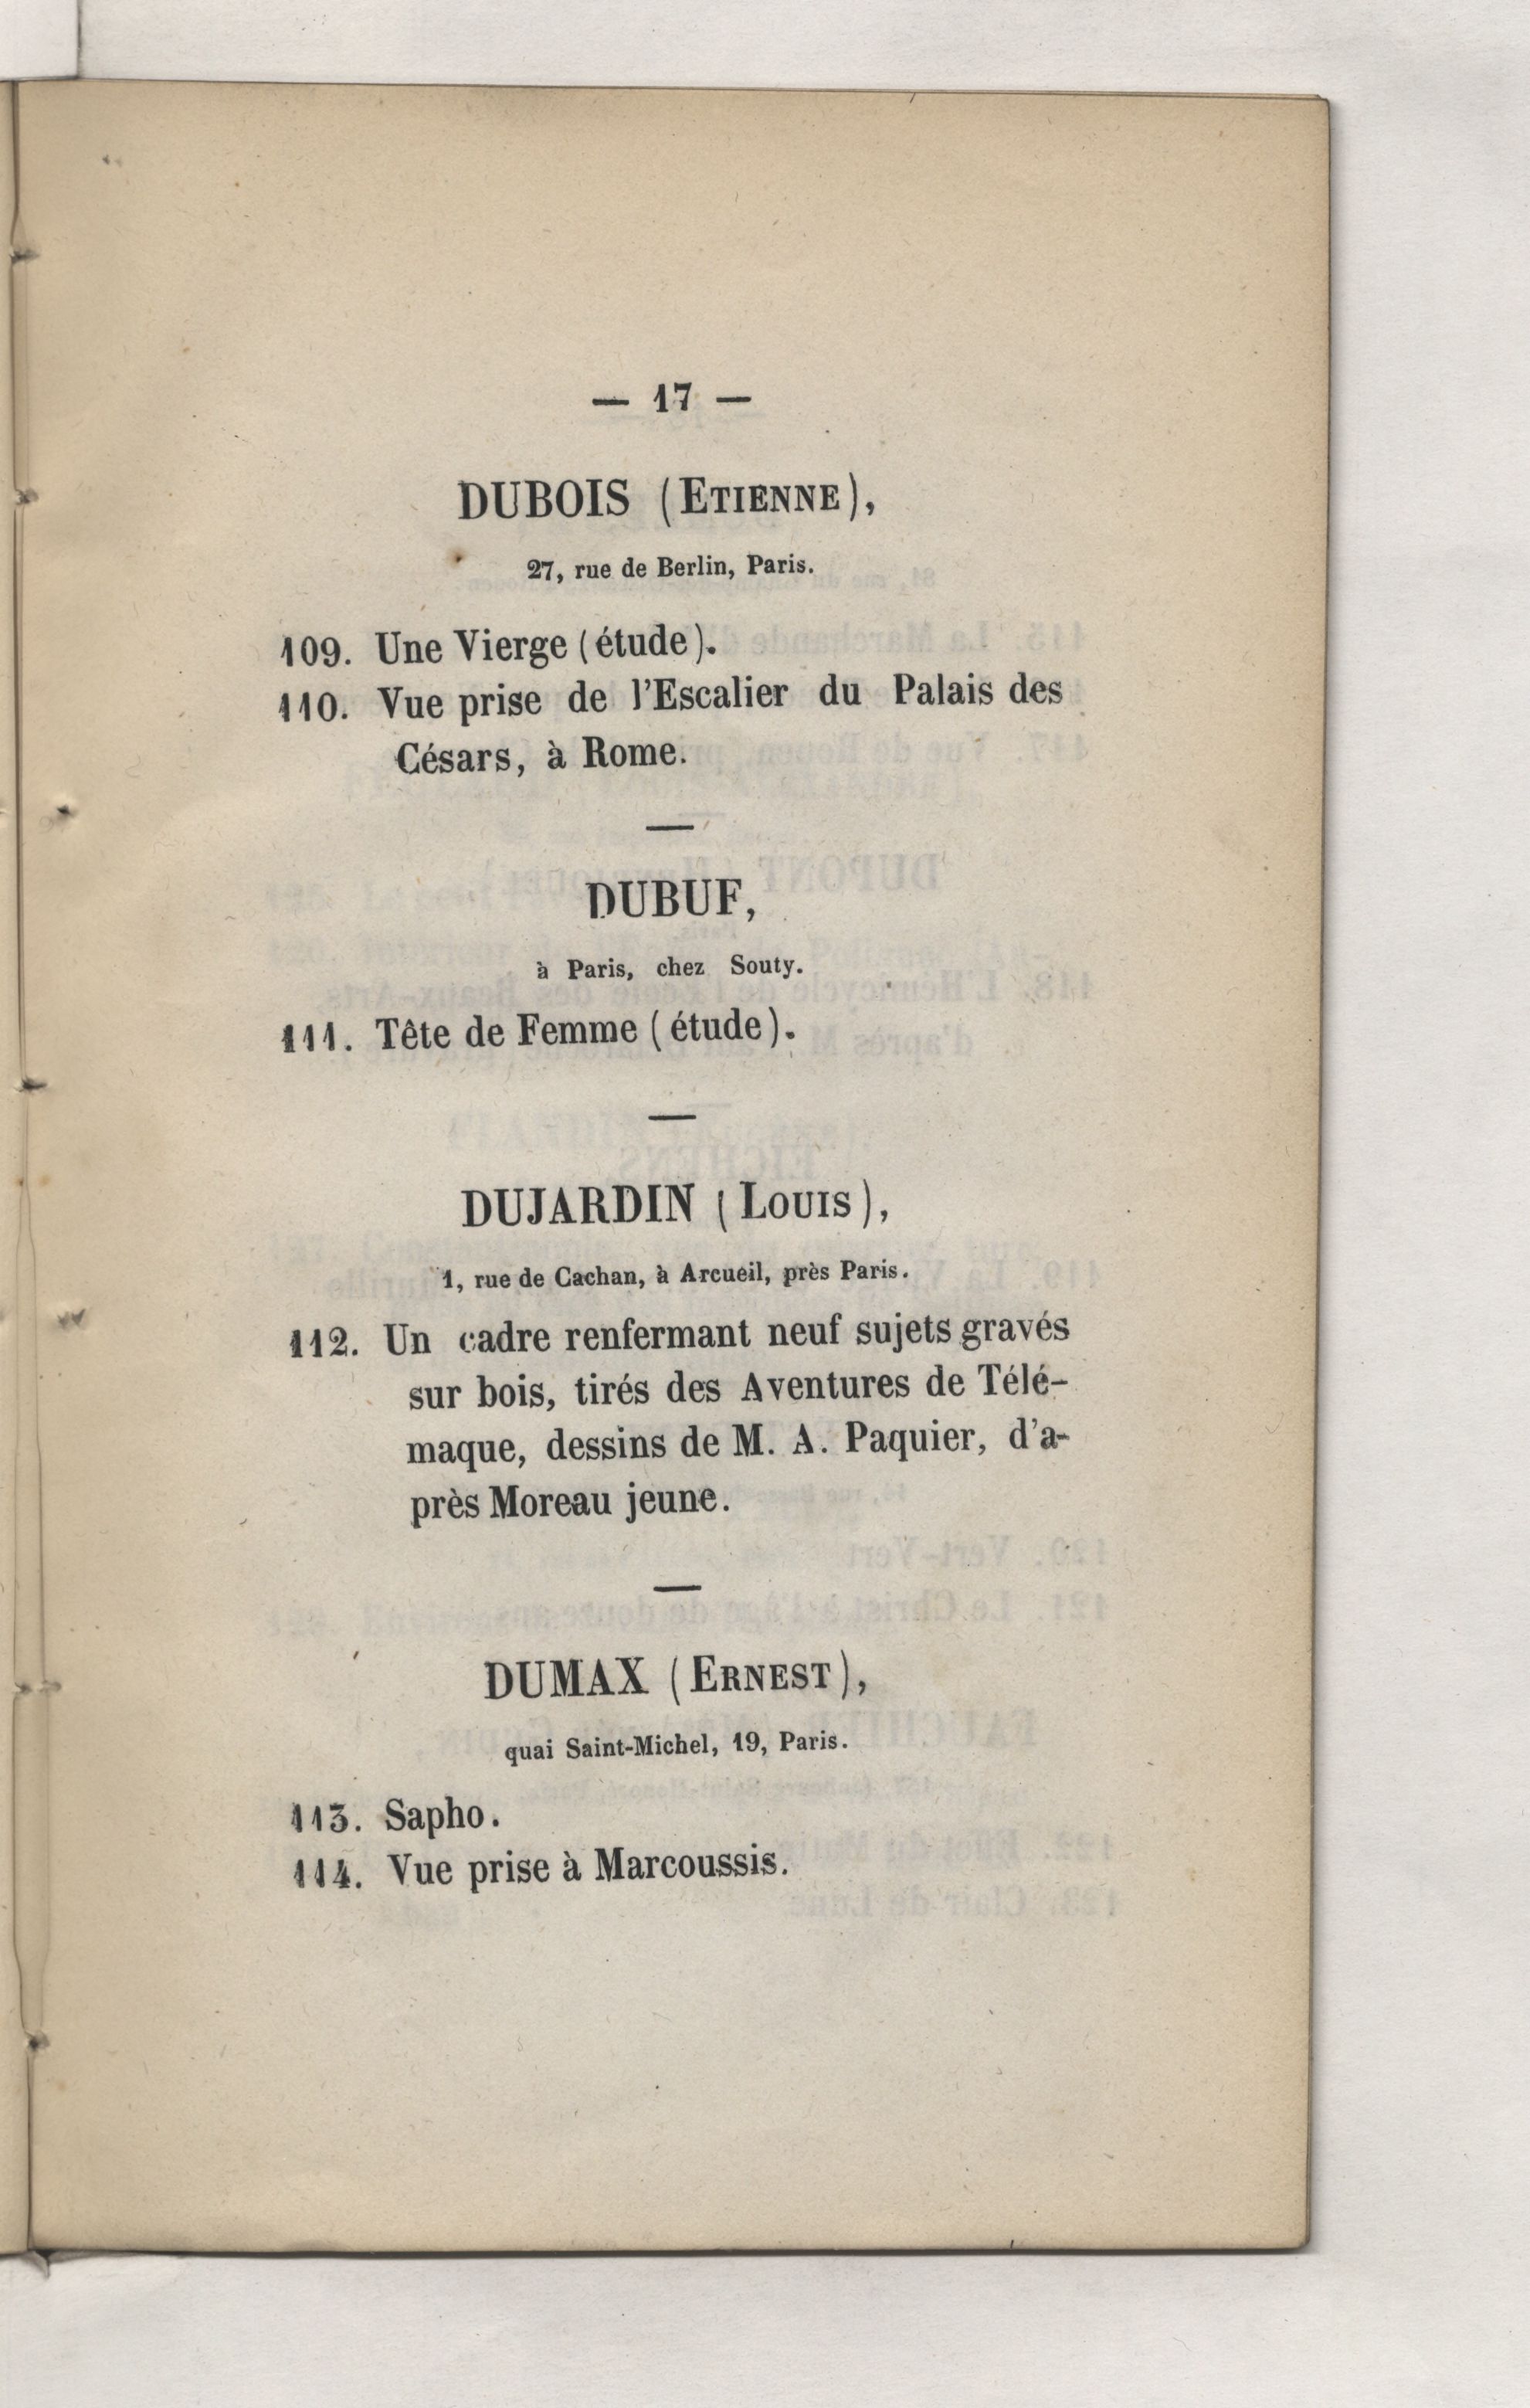 — 17 —
DUBOIS (ETIENNE),
27, rue de Berlin, Paris.
109. Une Vierge (étude).
110. Vue prise de l'Escalier du Palais des
Césars, à Rome.
DUBUF,
à Paris, chez Souty.
111. Tête de Femme (étude).
DUJARDIN (LOUIS),
1, rue de Cachan, à Arcueil, près Paris.
112. Un cadre renfermant neuf sujets gravés
sur bois, tirés des Aventures de Télé-
maque, dessins de M. A. Paquier, d'a-
près Moreau jeune.
DUMAX (ERNEST),
quai Saint-Michel, 19, Paris.
113. Sapho.
114. Vue prise à Marcoussis.